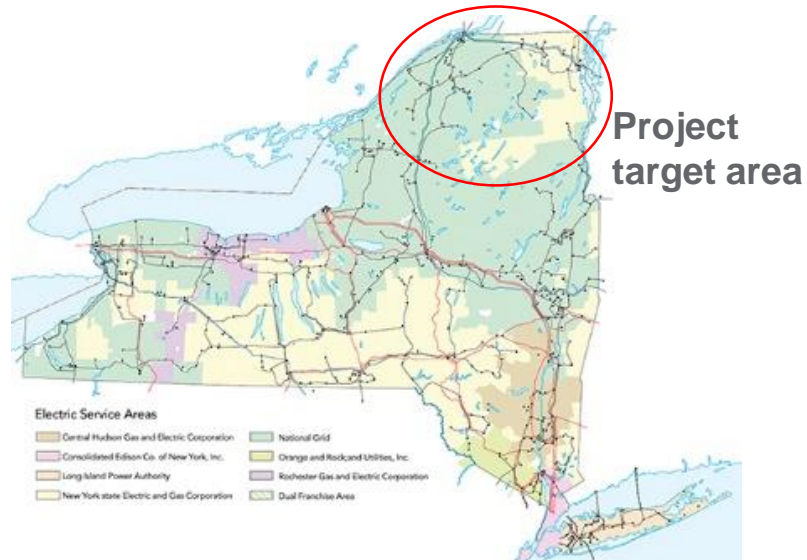 Project
target area
Electric Service Areas
Central Hudson Gas and Electric Corporation
National Grid
Consolidated Edison Co. of New York, Inc.
Orange and Rock;and Utilities, Inc.
Long Island Power Authority
Rochester Gas and Electric Corporation
New York state Electric and Gas Corporation
Dual Franchise Area